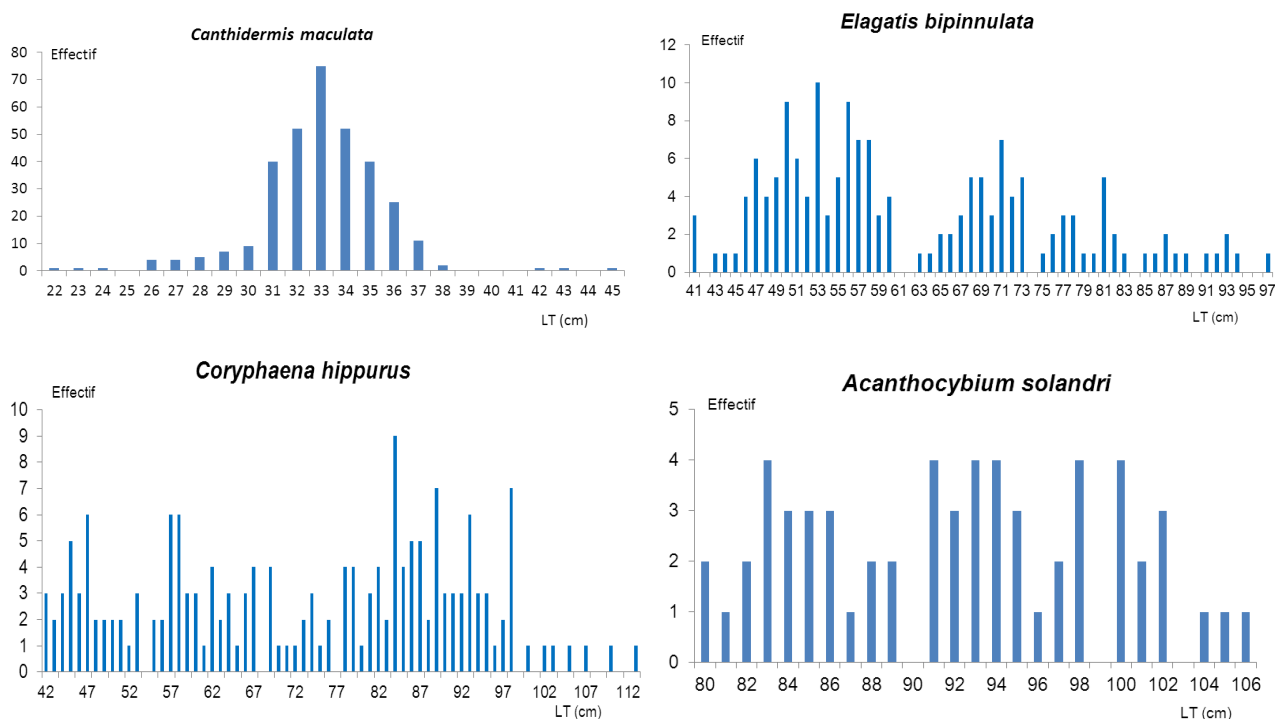 Canthidermis maculata
Effectif
80
70
60
50
40
30
20
10
0
22 23 24 25 26 27 28 29 30 31 32 33 34 35 36 37 38 39 40 40 41 42 43 44 45
LT (cm)
Elagatis bipinnulata
Effectif
12
10
8
6
4
2
0
41 43 45 47 49 51 53 55 57 59 61 63 65 67 69 71 73 75 77 79 81 83 85 87 89 91 93 95 97
LT (cm)
Coryphaena hippurus
Effectif
10
9
8
7
6
5
4
3
2
1
0
42 47 52 57 62 67 72 77 82 87 92 97 102 107 112
LT (cm)
Acanthocybium solandri
Effectif
5
4
3
2
1
0
80 82 84 86 88 90 92 94 96 98 100 102 104 106
LT (cm)